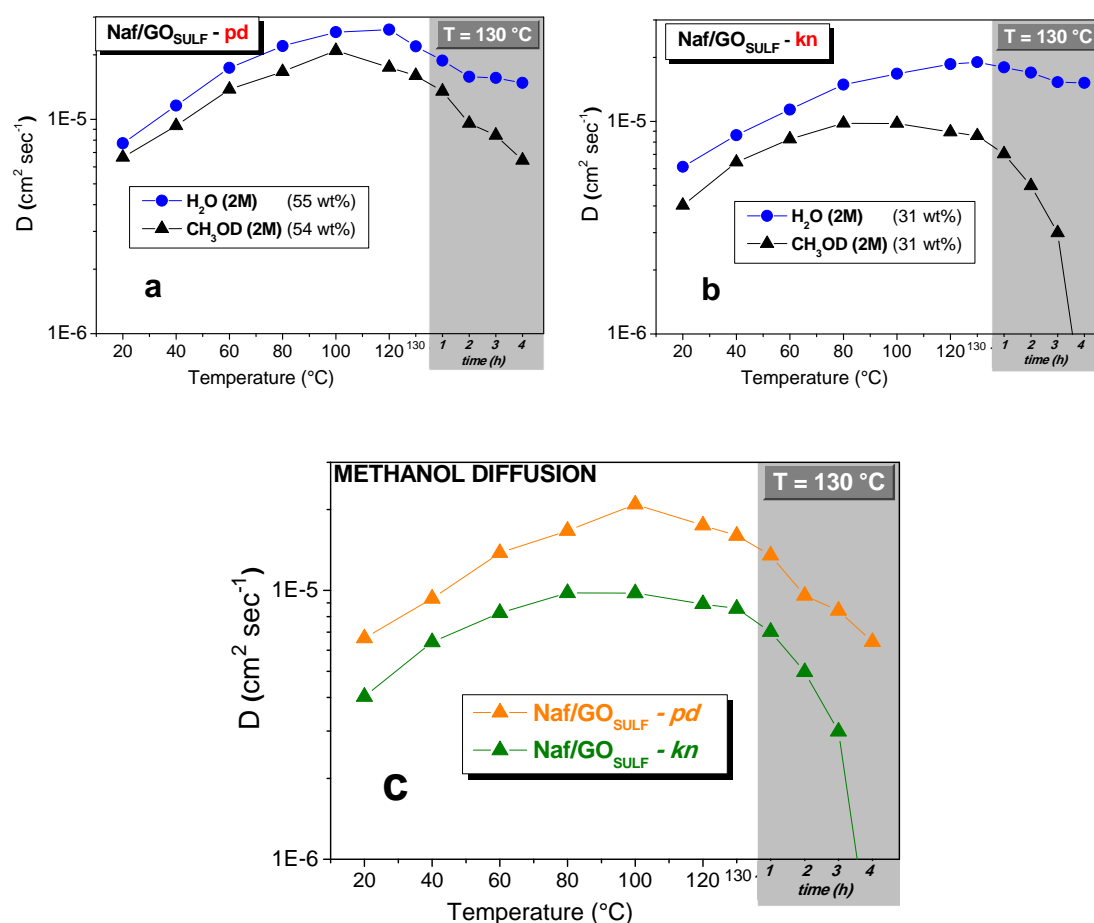 Naf/GO_SULF - pd
T = 130 °C
1E-5
H₂O (2M) (55 wt%)
CH₃OD (2M) (54 wt%)
a
1E-6
D (cm² sec⁻¹)
20 40 60 80 100 120 130 1 2 3 4
time (h)
Temperature (°C)
Naf/GO_SULF - kn
T = 130 °C
1E-5
H₂O (2M) (31 wt%)
CH₃OD (2M) (31 wt%)
b
1E-6
D (cm² sec⁻¹)
20 40 60 80 100 120 130 1 2 3 4
time (h)
Temperature (°C)
METHANOL DIFFUSION
T = 130 °C
1E-5
Naf/GO_SULF - pd
Naf/GO_SULF - kn
c
1E-6
D (cm² sec⁻¹)
20 40 60 80 100 120 130 1 2 3 4
time (h)
Temperature (°C)